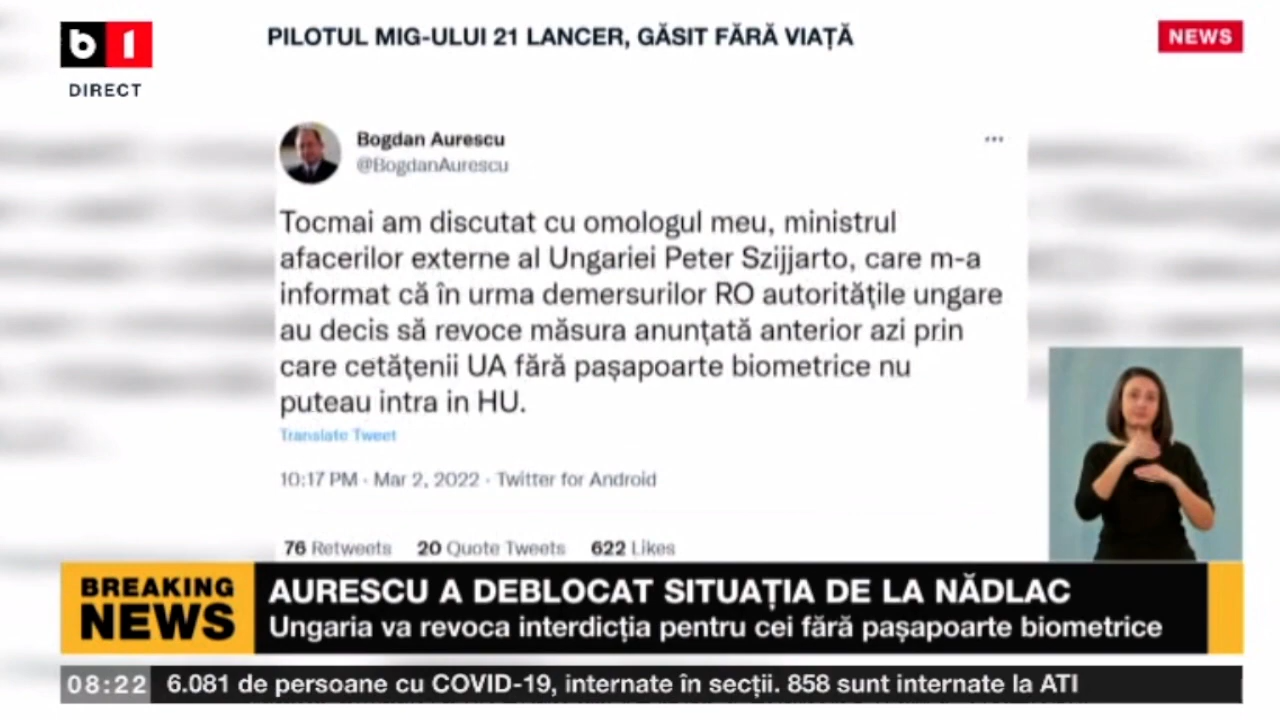 b1
DIRECT
PILOTUL MIG-ULUI 21 LANCER, GĂSIT FĂRĂ VIAȚĂ
NEWS
Bogdan Aurescu
@BogdanAurescu
Tocmai am discutat cu omologul meu, ministrul
afacerilor externe al Ungariei Peter Szijjarto, care m-a
informat că în urma demersurilor RO autorităţile ungare
au decis să revoce măsura anunţată anterior azi prin
care cetăţenii UA fără paşapoarte biometrice nu
puteau intra in HU.
Translate Tweet
10:17 PM · Mar 2, 2022 · Twitter for Android
76 Retweets 20 Quote Tweets 622 Likes
BREAKING
NEWS
AURESCU A DEBLOCAT SITUAȚIA DE LA NĂDLAC
Ungaria va revoca interdicția pentru cei fără pașapoarte biometrice
08:22 6.081 de persoane cu COVID-19, internate în secții. 858 sunt internate la ATI